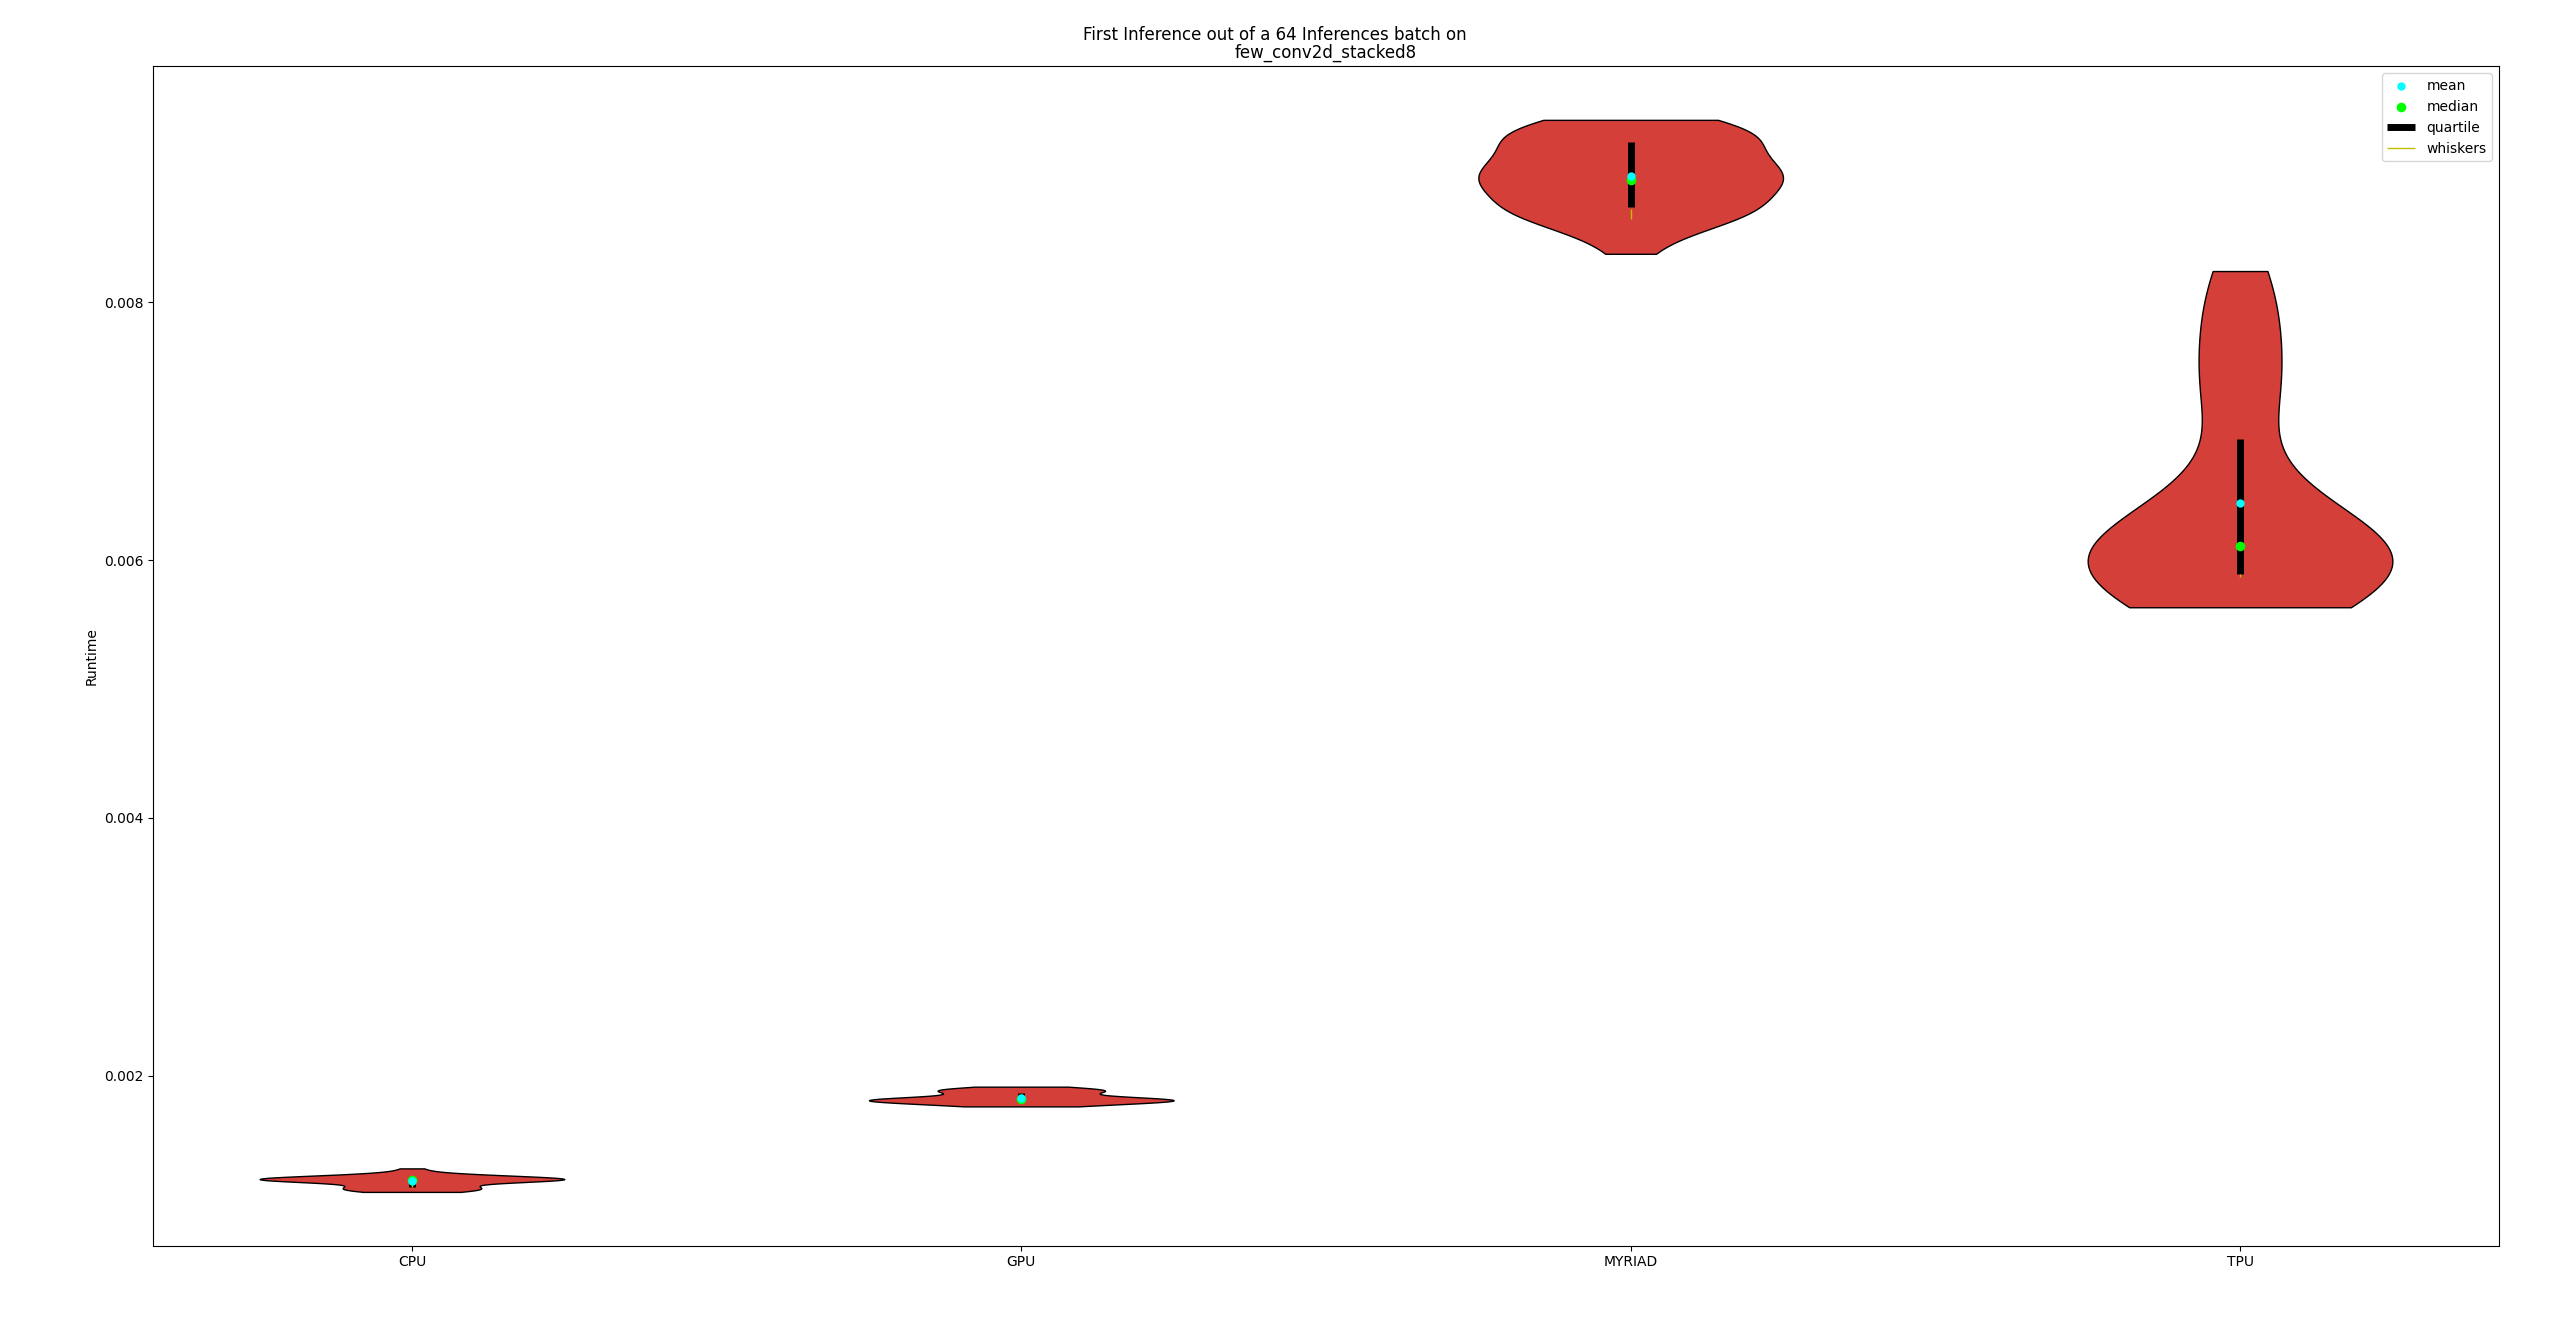 First Inference out of a 64 Inferences batch on
few_conv2d_stacked8
mean
median
quartile
whiskers
0.008
0.006
0.004
0.002
Runtime
CPU
GPU
MYRIAD
TPU